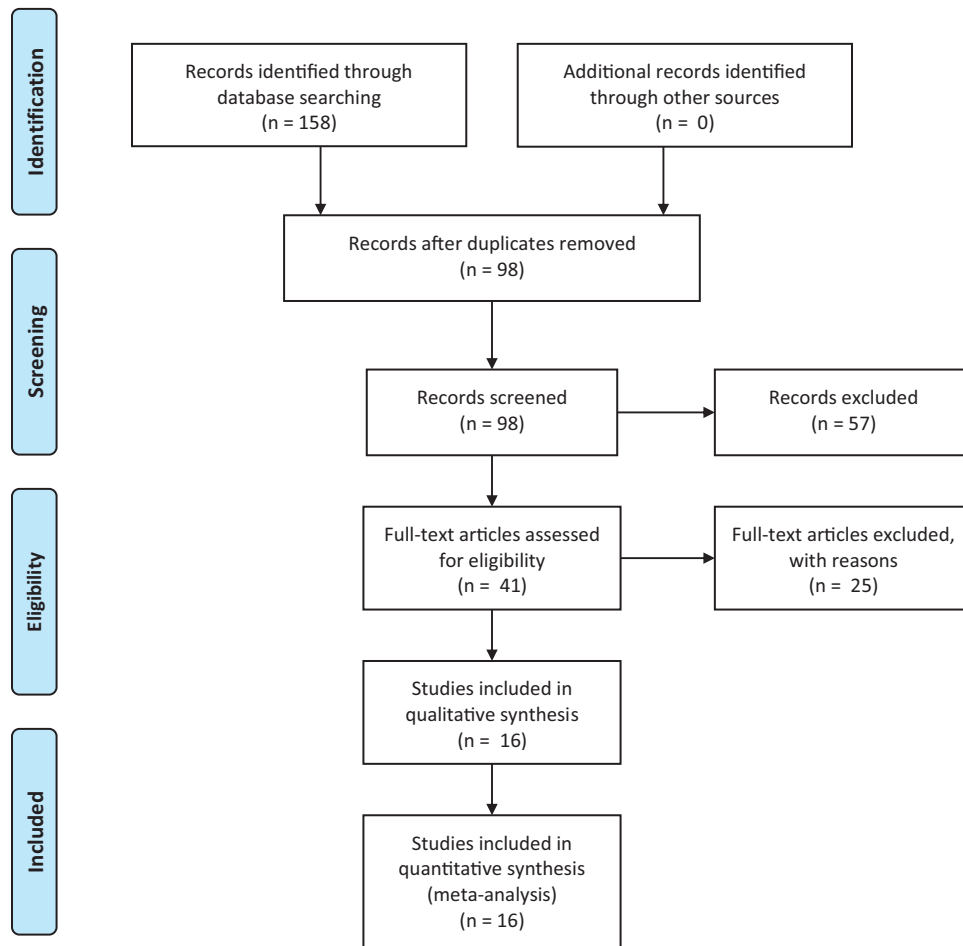 Identification
Records identified through
database searching
(n = 158)
Additional records identified
through other sources
(n = 0)
Records after duplicates removed
(n = 98)
Screening
Records screened
(n = 98)
Records excluded
(n = 57)
Eligibility
Full-text articles assessed
for eligibility
(n = 41)
Full-text articles excluded,
with reasons
(n = 25)
Studies included in
qualitative synthesis
(n = 16)
Included
Studies included in
quantitative synthesis
(meta-analysis)
(n = 16)